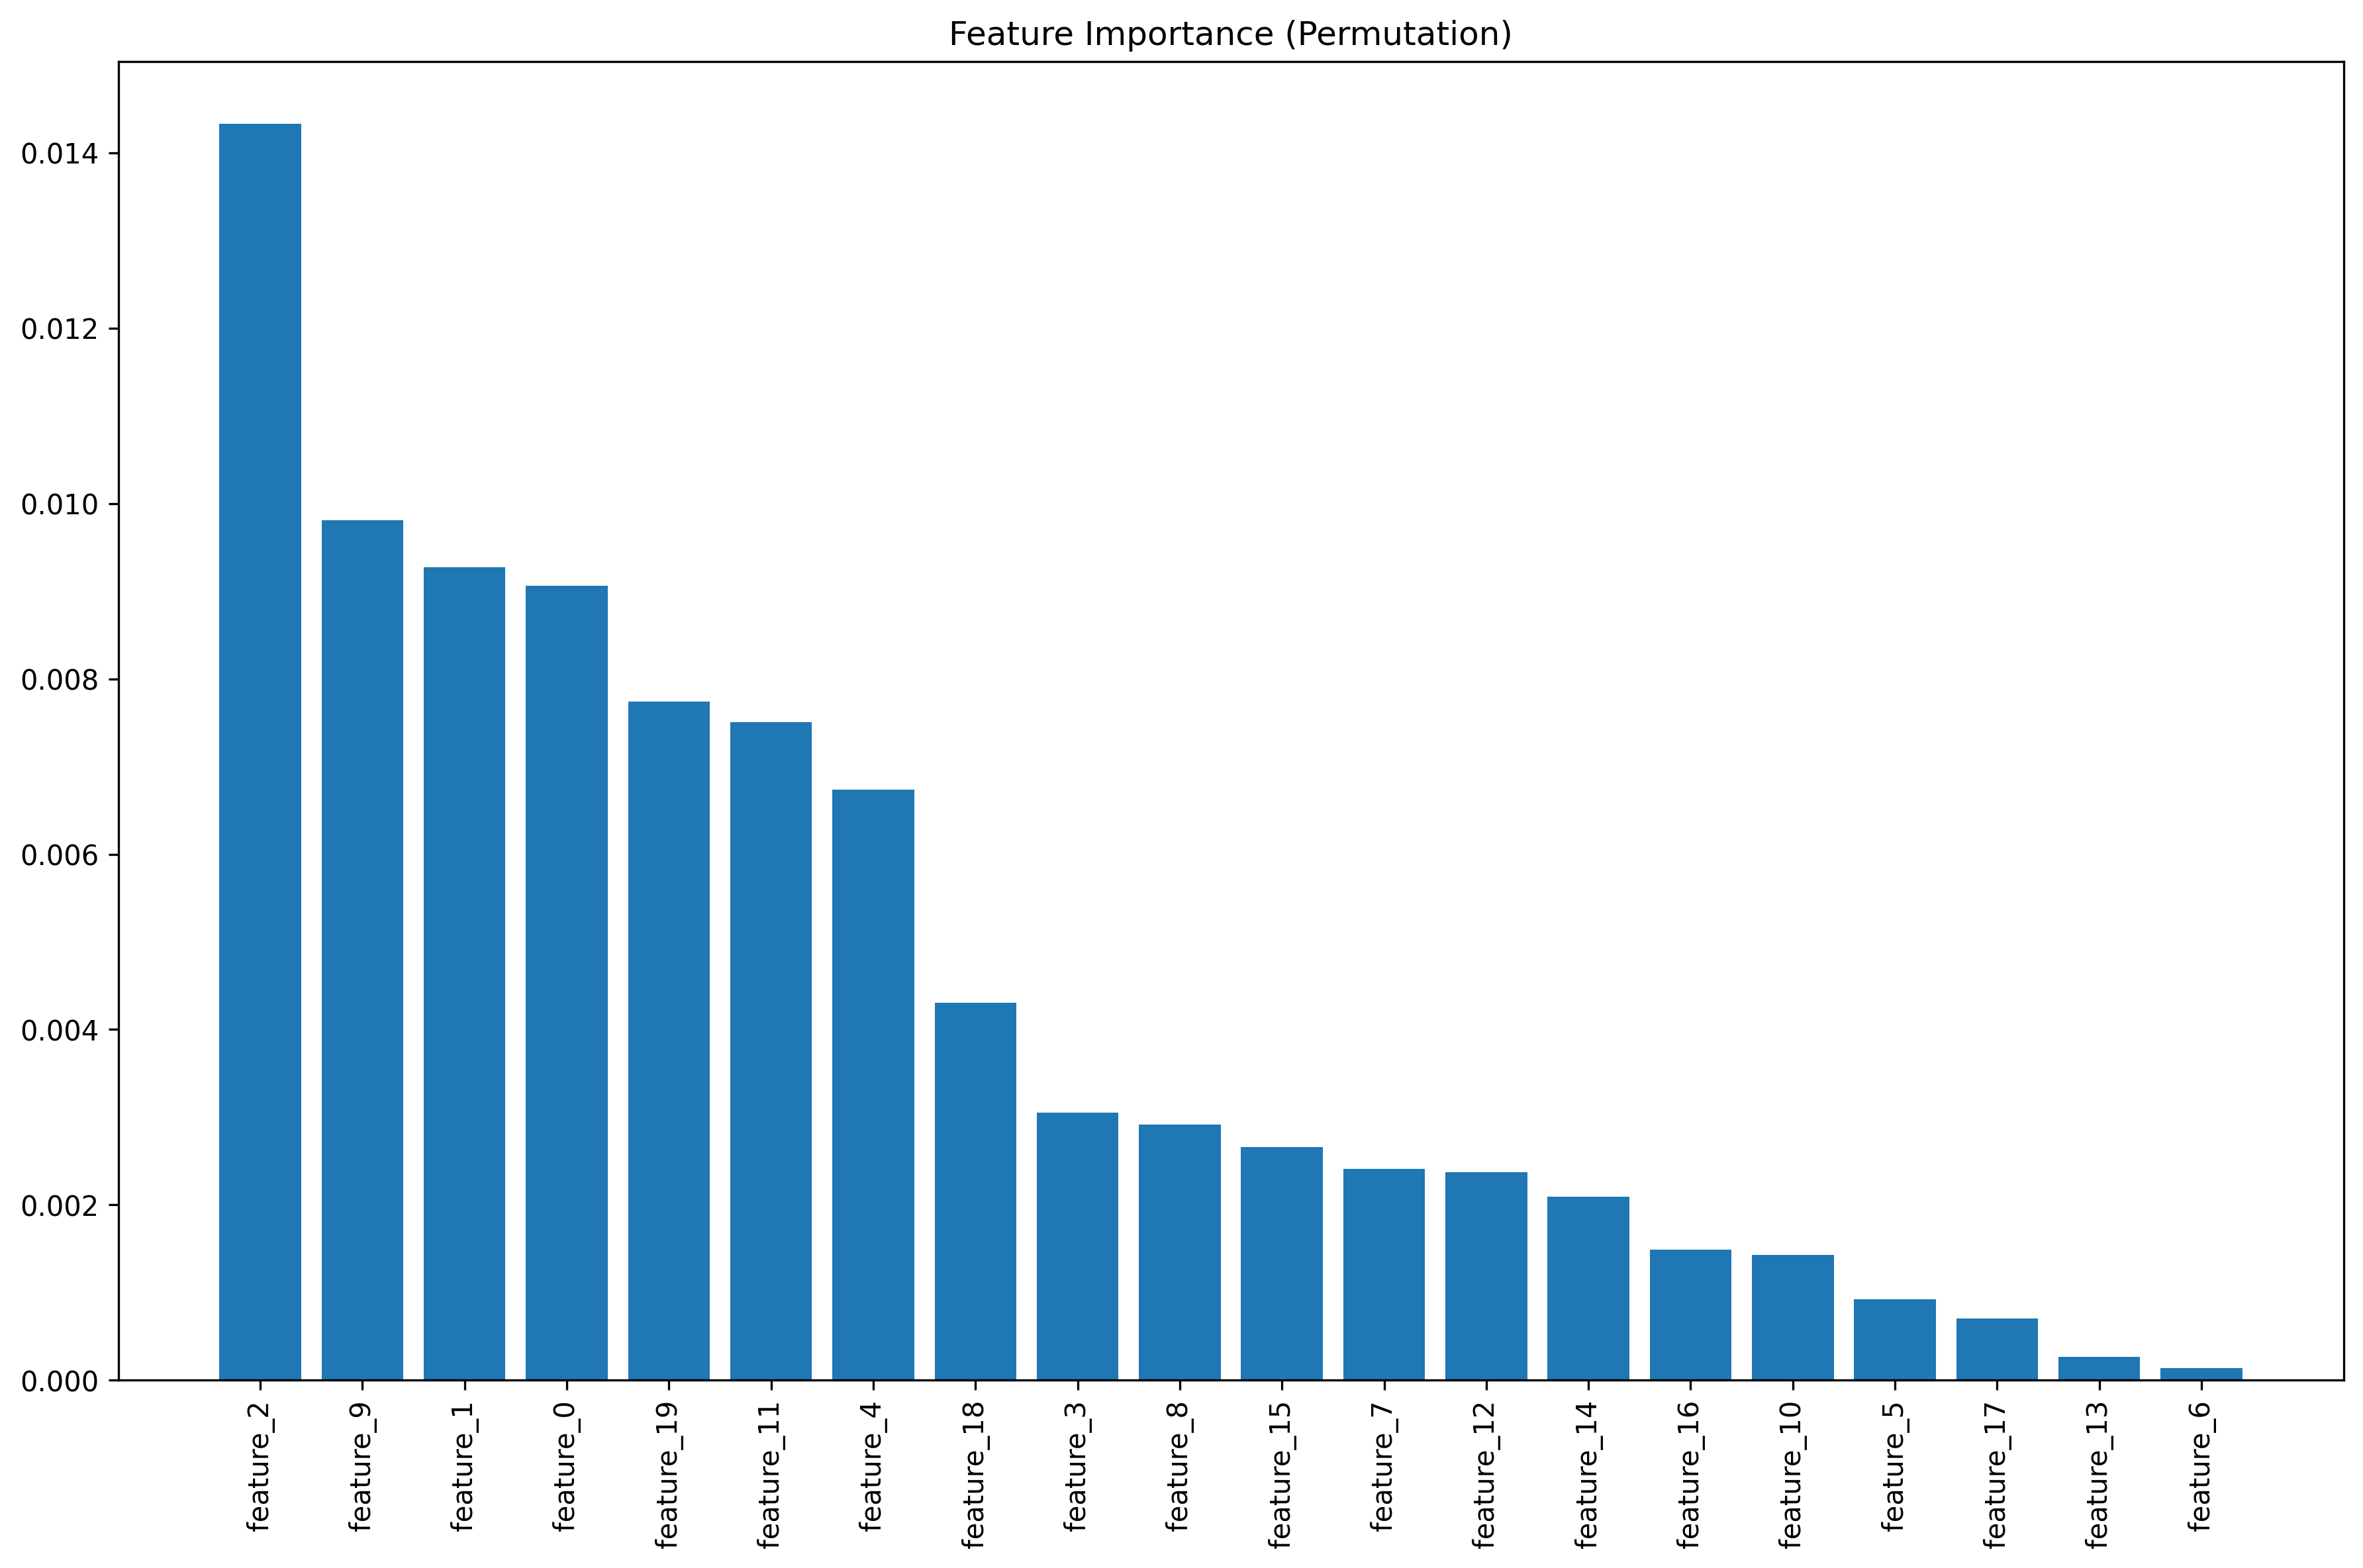 Feature Importance (Permutation)
0.014
0.012
0.010
0.008
0.006
0.004
0.002
0.000
feature_2
feature_9
feature_1
feature_0
feature_19
feature_11
feature_4
feature_18
feature_3
feature_8
feature_15
feature_7
feature_12
feature_14
feature_16
feature_10
feature_5
feature_17
feature_13
feature_6